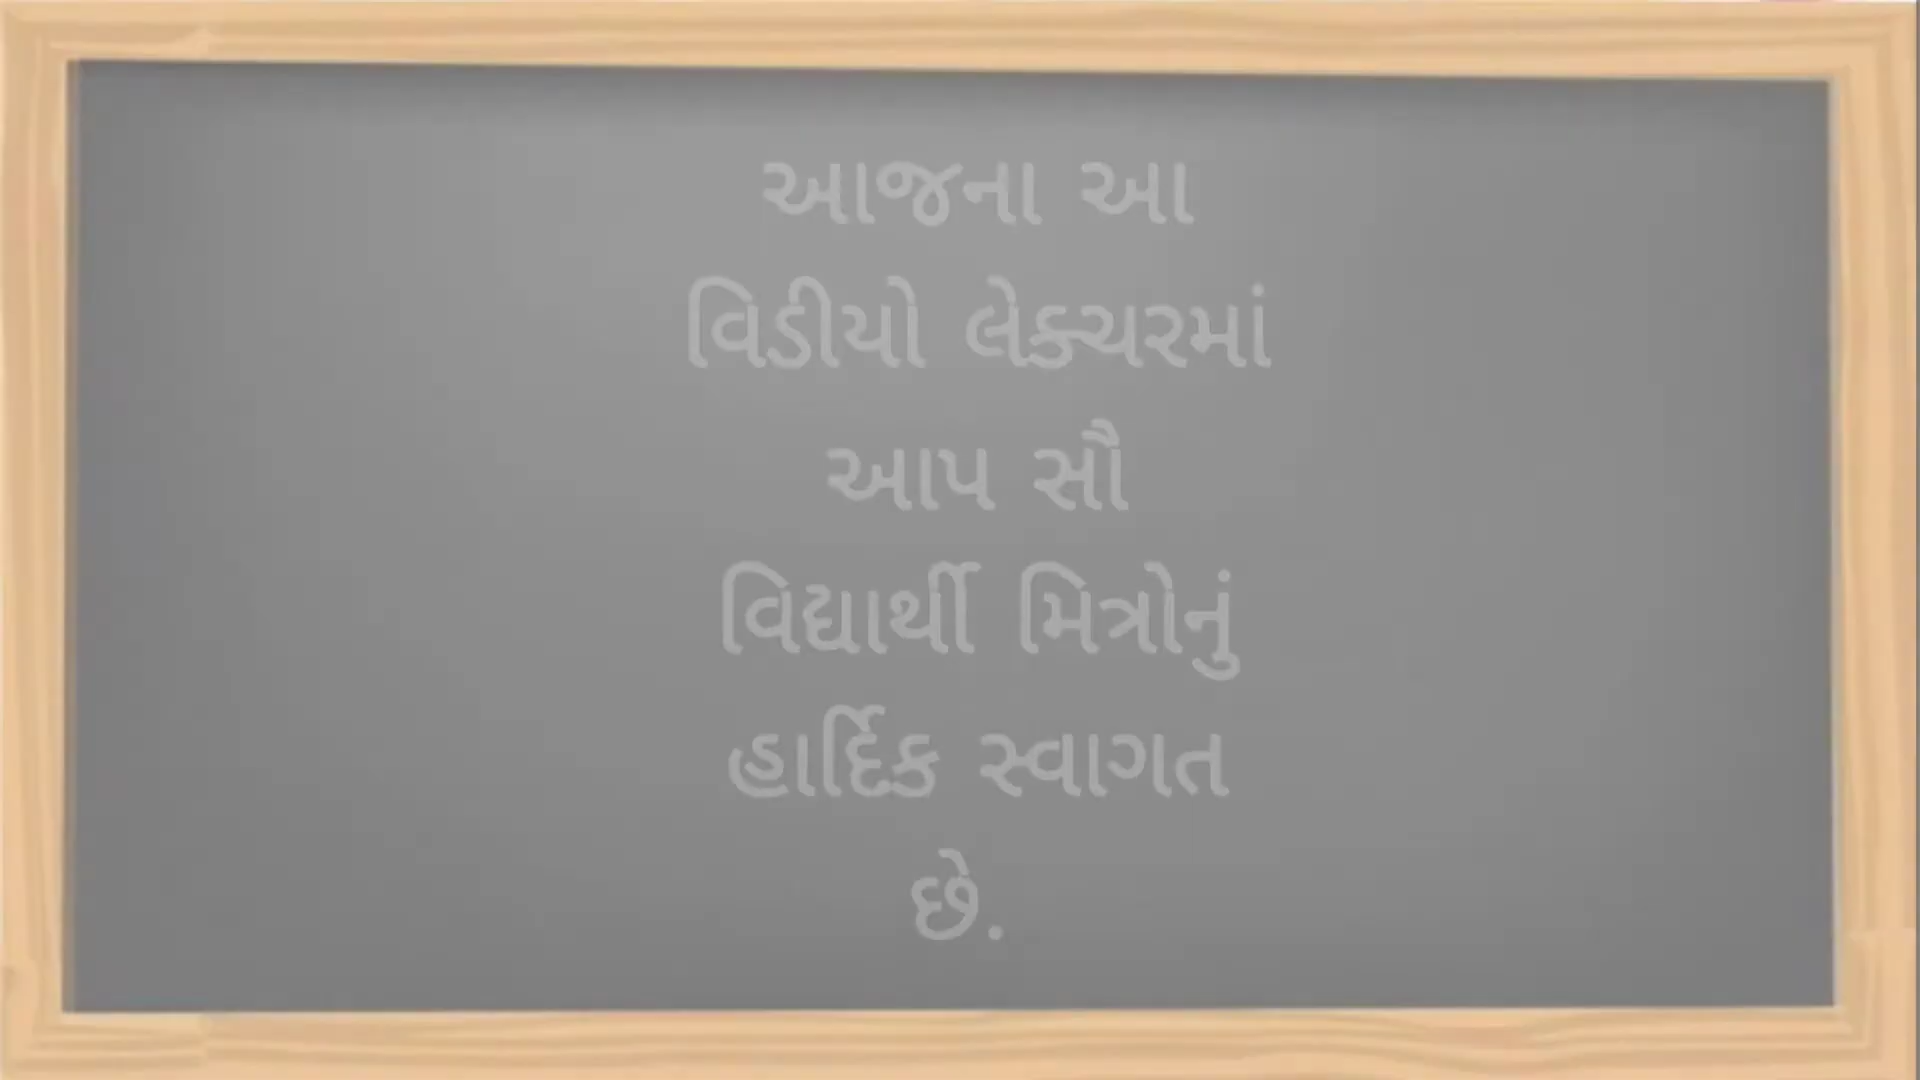 આજના આ
વિડીયો લેક્ચરમાં
આપ સૌ
વિદ્યાર્થી મિત્રોનું
હાર્દિક સ્વાગત
છે.